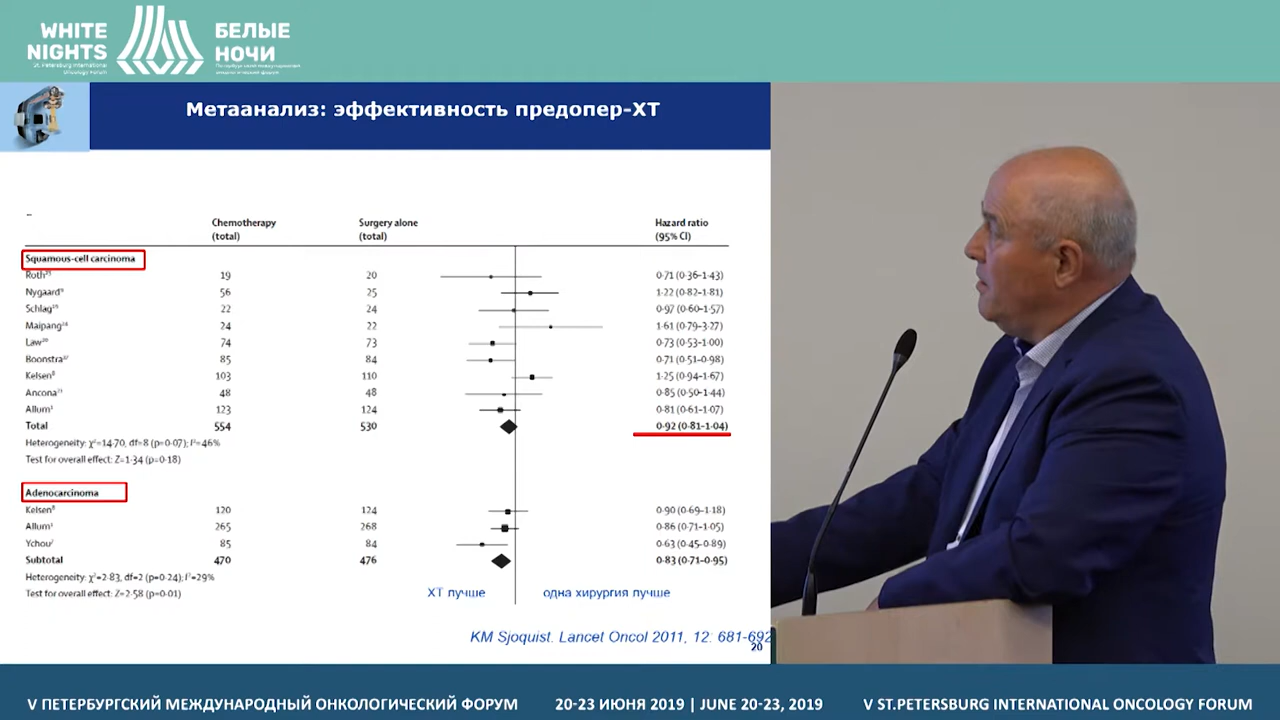 WHITE NIGHTS
St. Petersburg International Oncology Forum
БЕЛЫЕ НОЧИ
Петербургский международный онкологический форум
Метаанализ: эффективность предопер-ХТ
Chemotherapy (total) Surgery alone (total) Hazard ratio (95% CI)
Squamous-cell carcinoma
Roth 19 20 0·71 (0·36–1·43)
Nygaard 56 25 1·22 (0·82–1·81)
Schlag 22 24 0·97 (0·60–1·57)
Maipang 24 22 1·61 (0·79–3·27)
Law 74 73 0·73 (0·53–1·00)
Boonstra 85 84 0·71 (0·51–0·98)
Kelsen 103 110 1·25 (0·94–1·67)
Ancona 48 48 0·85 (0·50–1·44)
Allum 123 124 0·81 (0·61–1·07)
Total 554 530 0·92 (0·81–1·04)
Heterogeneity: χ²=14·70, df=8 (p=0·07); I²=46%
Test for overall effect: Z=1·34 (p=0·18)
Adenocarcinoma
Kelsen 120 124 0·90 (0·69–1·18)
Allum 265 268 0·86 (0·71–1·05)
Ychou 85 84 0·63 (0·45–0·89)
Subtotal 470 476 0·83 (0·71–0·95)
Heterogeneity: χ²=2·83, df=2 (p=0·24); I²=29%
Test for overall effect: Z=2·58 (p=0·01)
ХТ лучше одна хирургия лучше
KM Sjoquist. Lancet Oncol 2011, 12: 681-692
20
V ПЕТЕРБУРГСКИЙ МЕЖДУНАРОДНЫЙ ОНКОЛОГИЧЕСКИЙ ФОРУМ 20-23 ИЮНЯ 2019 | JUNE 20-23, 2019 V ST.PETERSBURG INTERNATIONAL ONCOLOGY FORUM